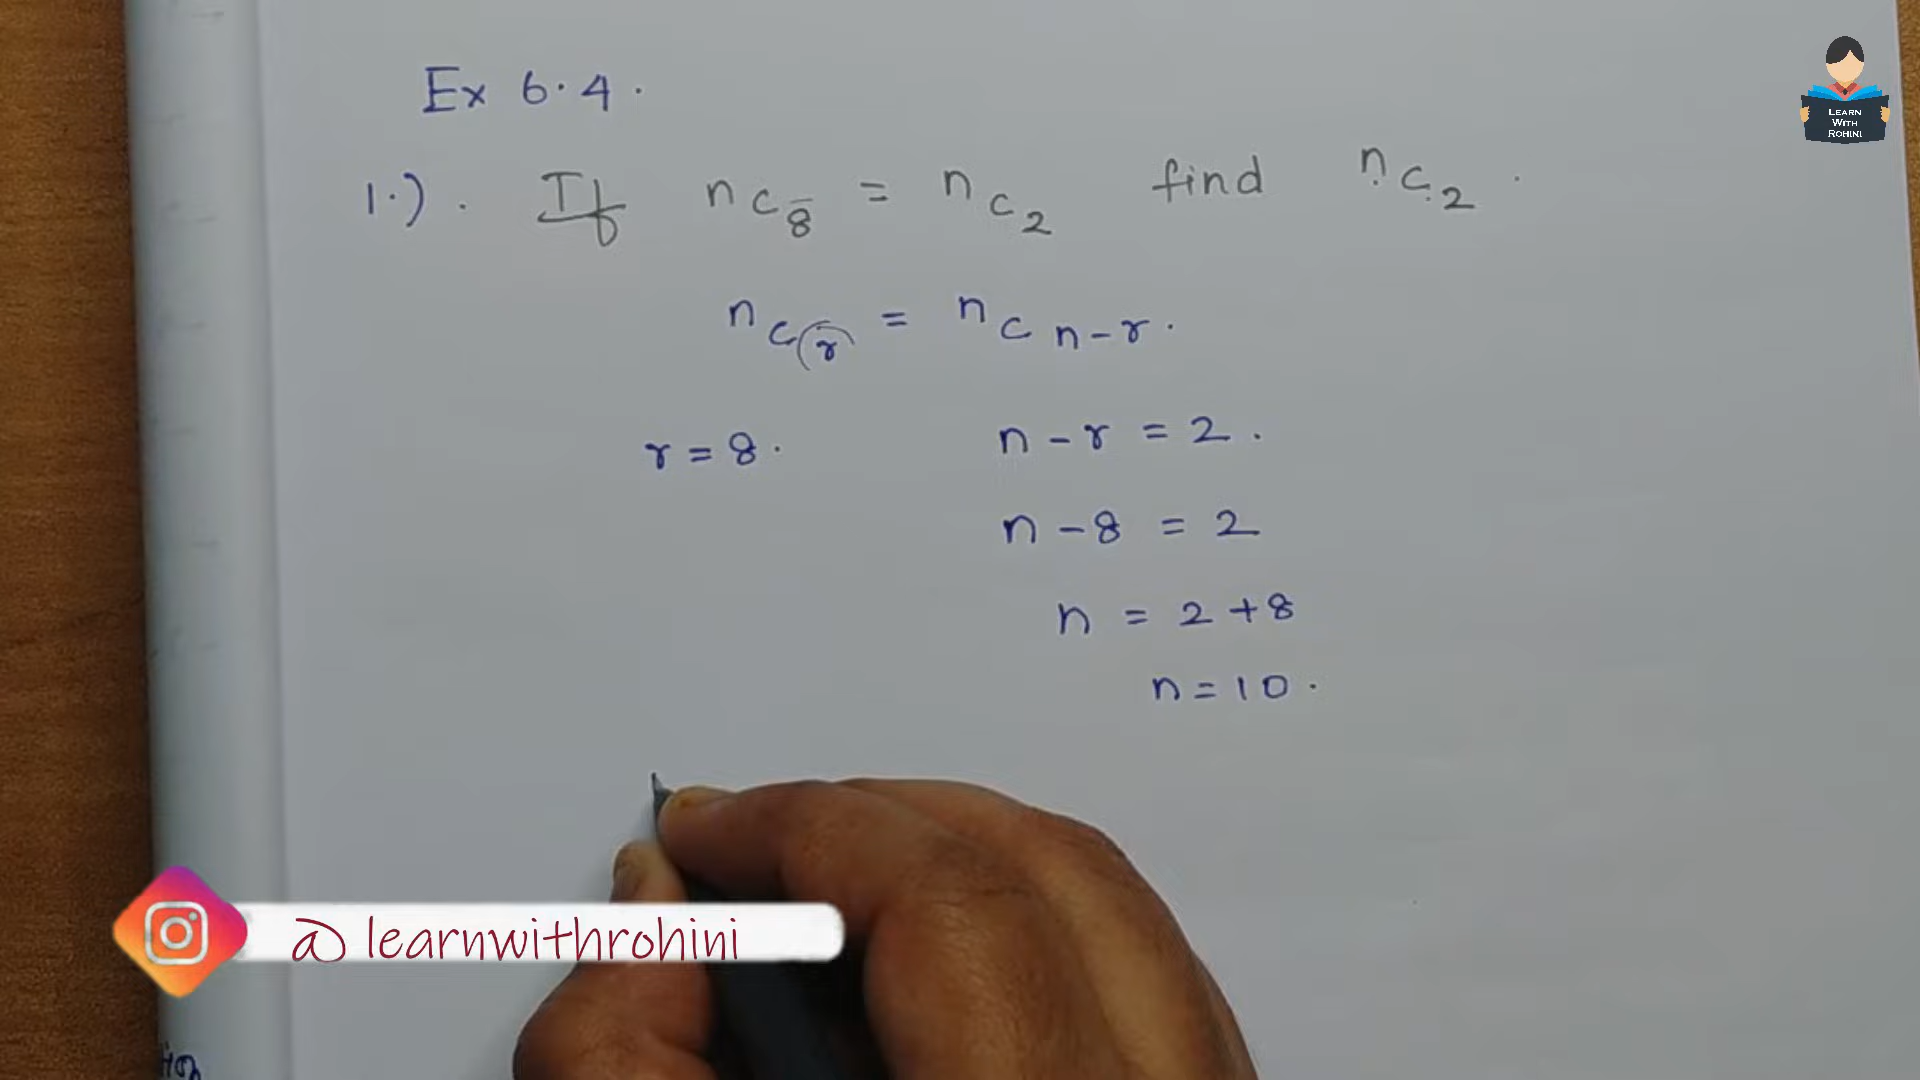 Ex 6.4.
LEARN
WITH
ROHINI
1.). If nC8 = nC2 find nC2.
nCr = nC n-r.
r = 8. n - r = 2.
n - 8 = 2
n = 2 + 8
n = 10.
@learnwithrohini